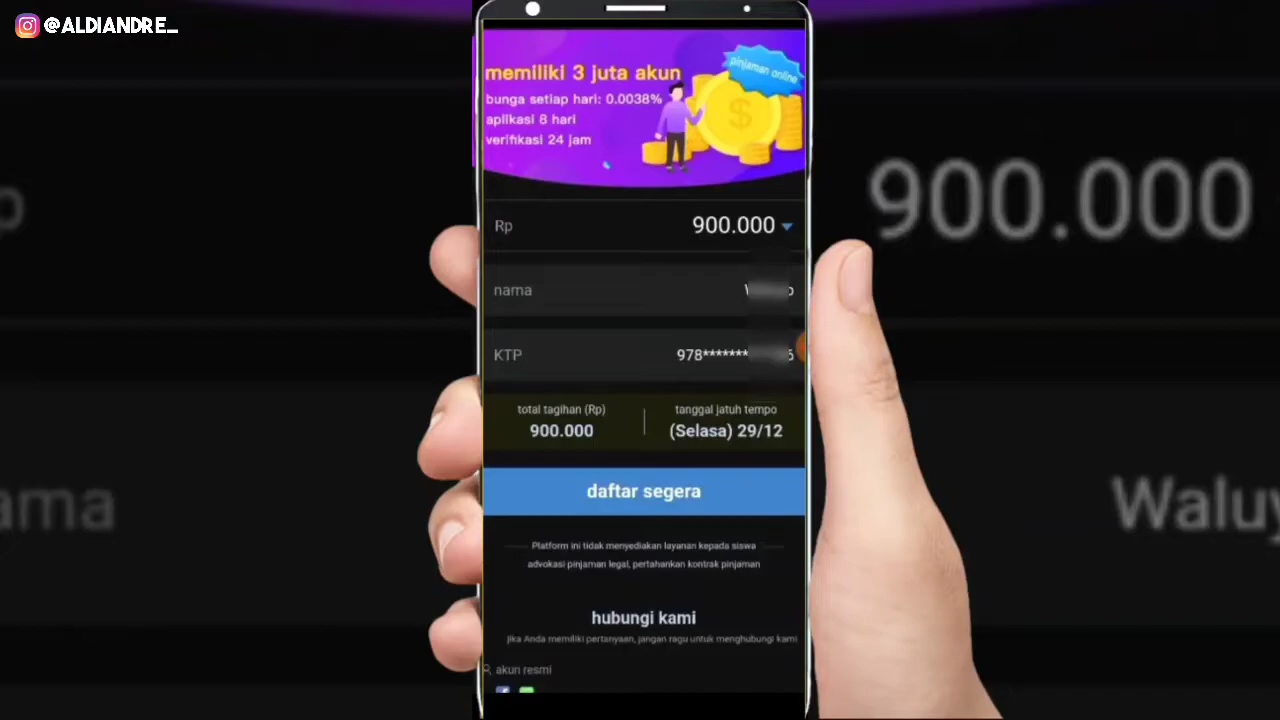 @ALDIANDRE_
memiliki 3 juta akun
pinjaman online
bunga setiap hari: 0.0038%
aplikasi 8 hari
verifikasi 24 jam
Rp
900.000
900.000
nama
KTP
978*******
total tagihan (Rp)
tanggal jatuh tempo
900.000
(Selasa) 29/12
daftar segera
Platform ini tidak menyediakan layanan kepada siswa
advokasi pinjaman legal, pertahankan kontrak pinjaman
hubungi kami
Jika Anda memiliki pertanyaan, jangan ragu untuk menghubungi kami
akun resmi